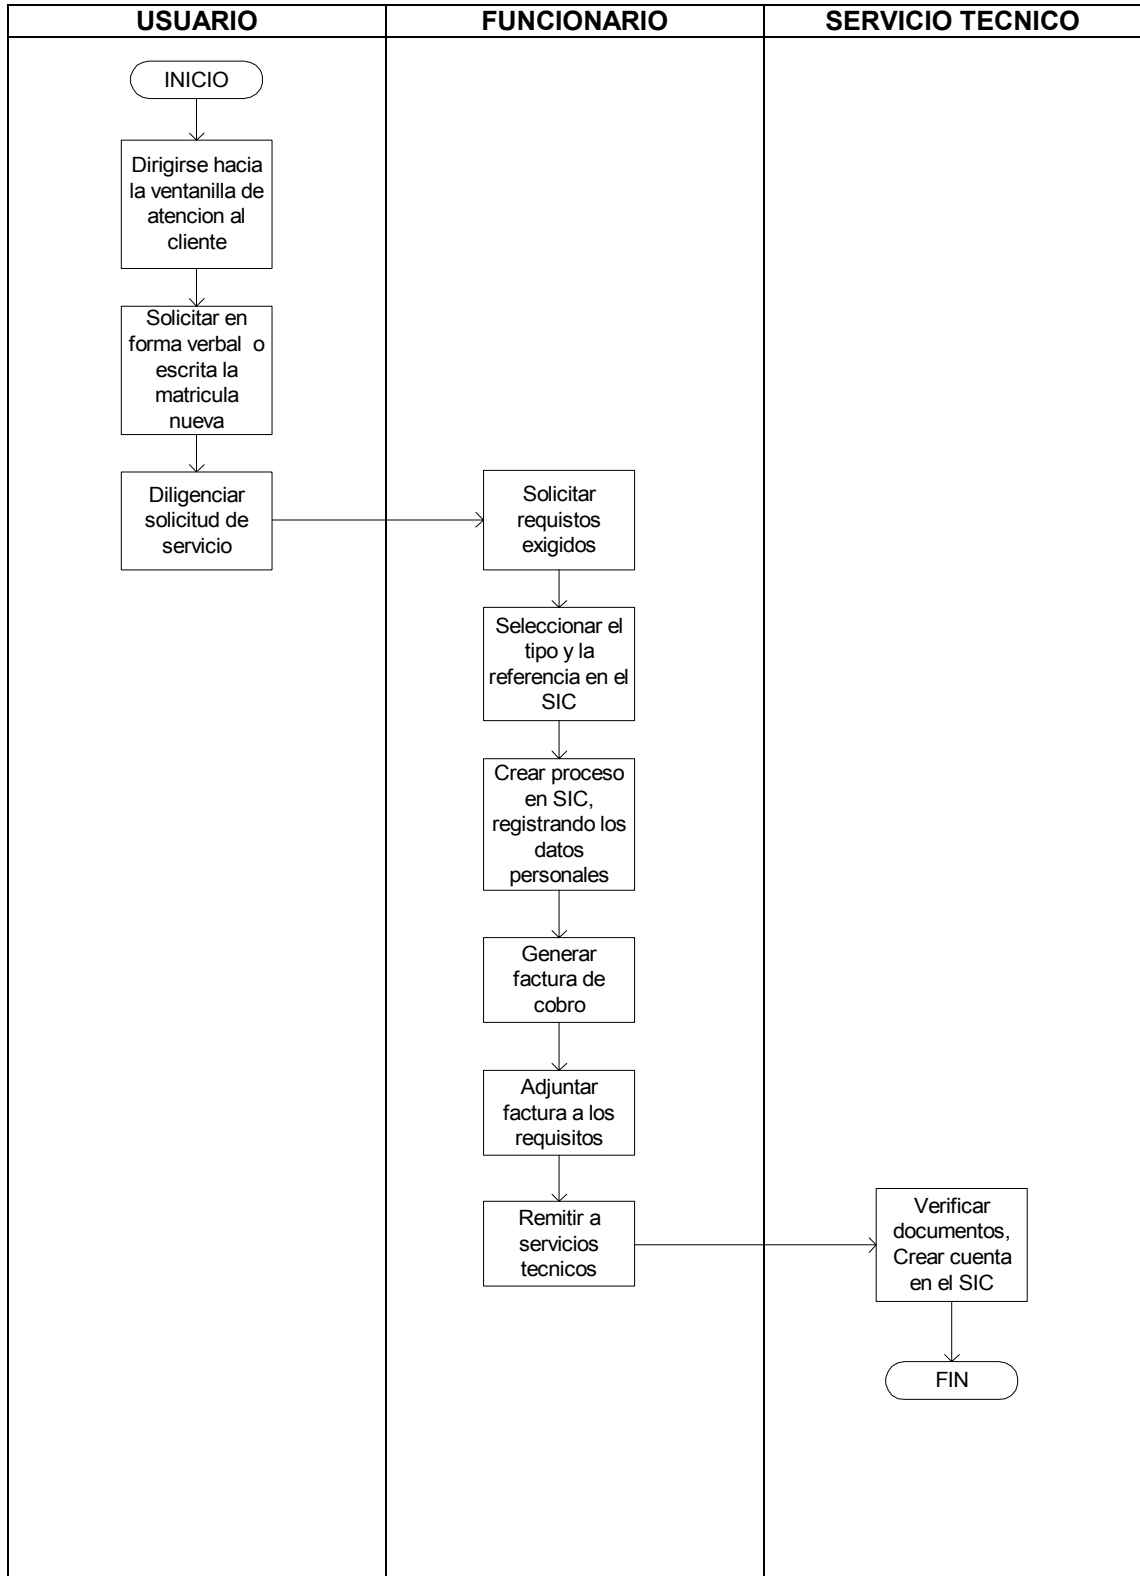 USUARIO
FUNCIONARIO
SERVICIO TECNICO
INICIO
Dirigirse hacia
la ventanilla de
atencion al
cliente
Solicitar en
forma verbal o
escrita la
matricula
nueva
Diligenciar
solicitud de
servicio
Solicitar
requistos
exigidos
Seleccionar el
tipo y la
referencia en el
SIC
Crear proceso
en SIC,
registrando los
datos
personales
Generar
factura de
cobro
Adjuntar
factura a los
requisitos
Remitir a
servicios
tecnicos
Verificar
documentos,
Crear cuenta
en el SIC
FIN